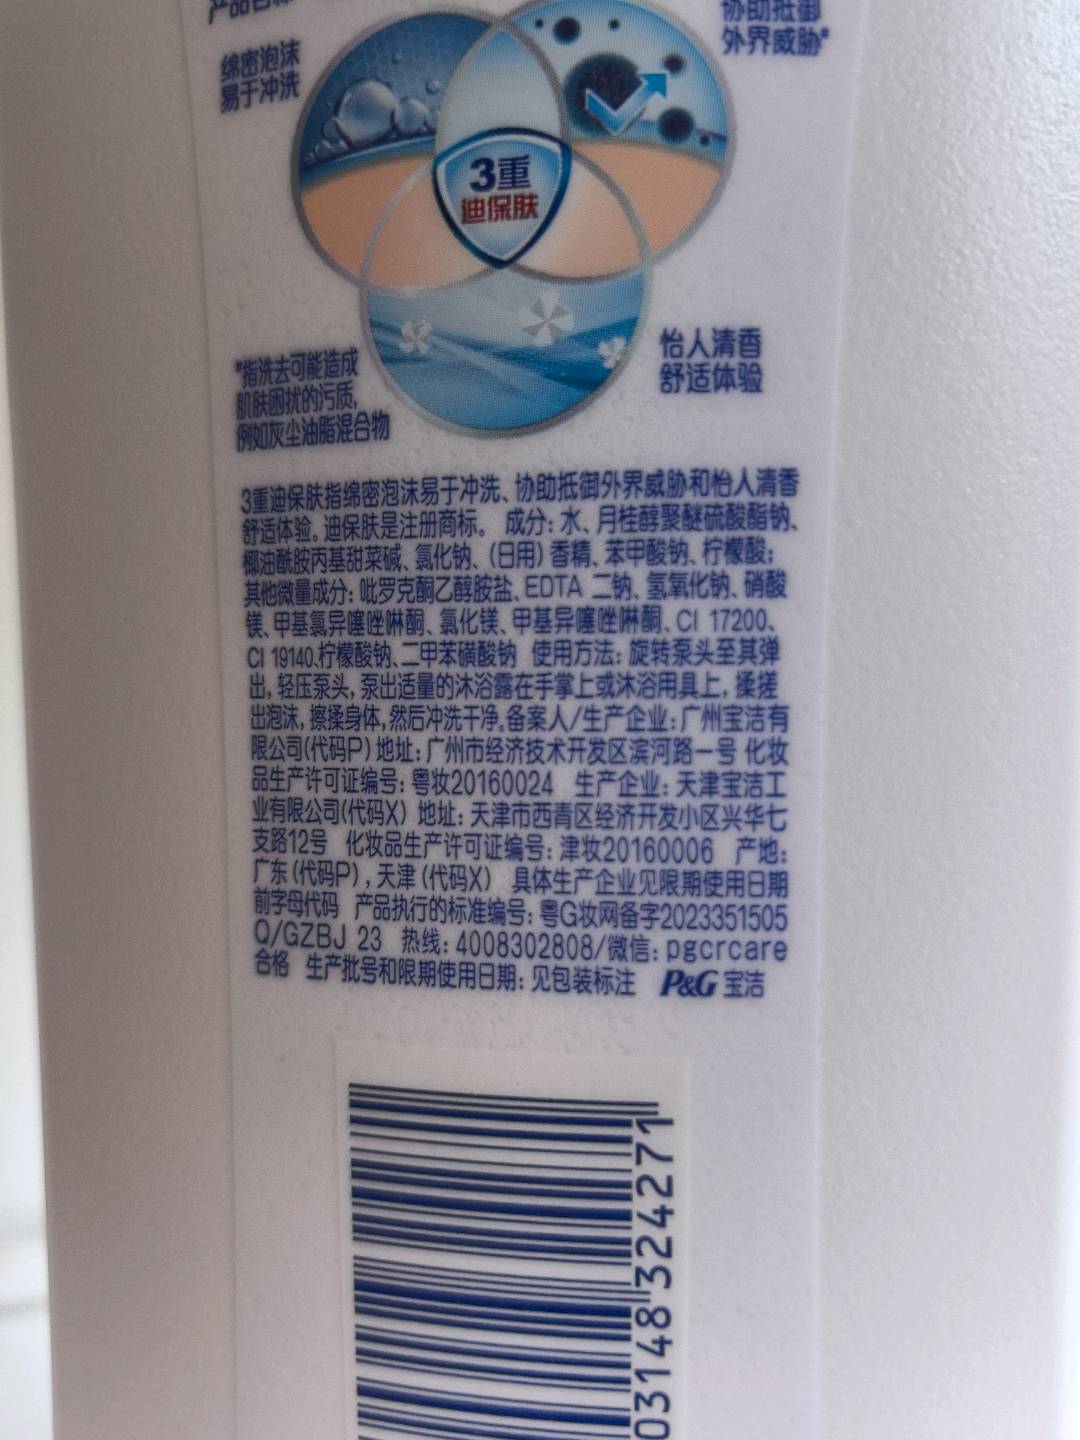 产品名称
绵密泡沫
易于冲洗
协助抵御
外界威胁*
3重
迪保肤
怡人清香
舒适体验
*指洗去可能造成
肌肤困扰的污质,
例如灰尘油脂混合物
3重迪保肤指绵密泡沫易于冲洗、协助抵御外界威胁和怡人清香
舒适体验。迪保肤是注册商标。 成分: 水、月桂醇聚醚硫酸酯钠、
椰油酰胺丙基甜菜碱、氯化钠、(日用) 香精、苯甲酸钠、柠檬酸;
其他微量成分: 吡罗克酮乙醇胺盐、EDTA 二钠、氢氧化钠、硝酸
镁、甲基氯异噻唑啉酮、氯化镁、甲基异噻唑啉酮、CI 17200、
CI 19140、柠檬酸钠、二甲苯磺酸钠 使用方法: 旋转泵头至其弹
出, 轻压泵头, 泵出适量的沐浴露在手掌上或沐浴用具上, 揉搓
出泡沫, 擦揉身体, 然后冲洗干净。备案人/生产企业: 广州宝洁有
限公司(代码P) 地址: 广州市经济技术开发区滨河路一号 化妆
品生产许可证编号: 粤妆20160024 生产企业: 天津宝洁工
业有限公司(代码X) 地址: 天津市西青区经济开发小区兴华七
支路12号 化妆品生产许可证编号: 津妆20160006 产地:
广东 (代码P) , 天津 (代码X) 具体生产企业见限期使用日期
前字母代码 产品执行的标准编号: 粤G妆网备字2023351505
Q/GZBJ 23 热线: 4008302808/微信: pgcrcare
合格 生产批号和限期使用日期: 见包装标注 P&G 宝洁
03148324271